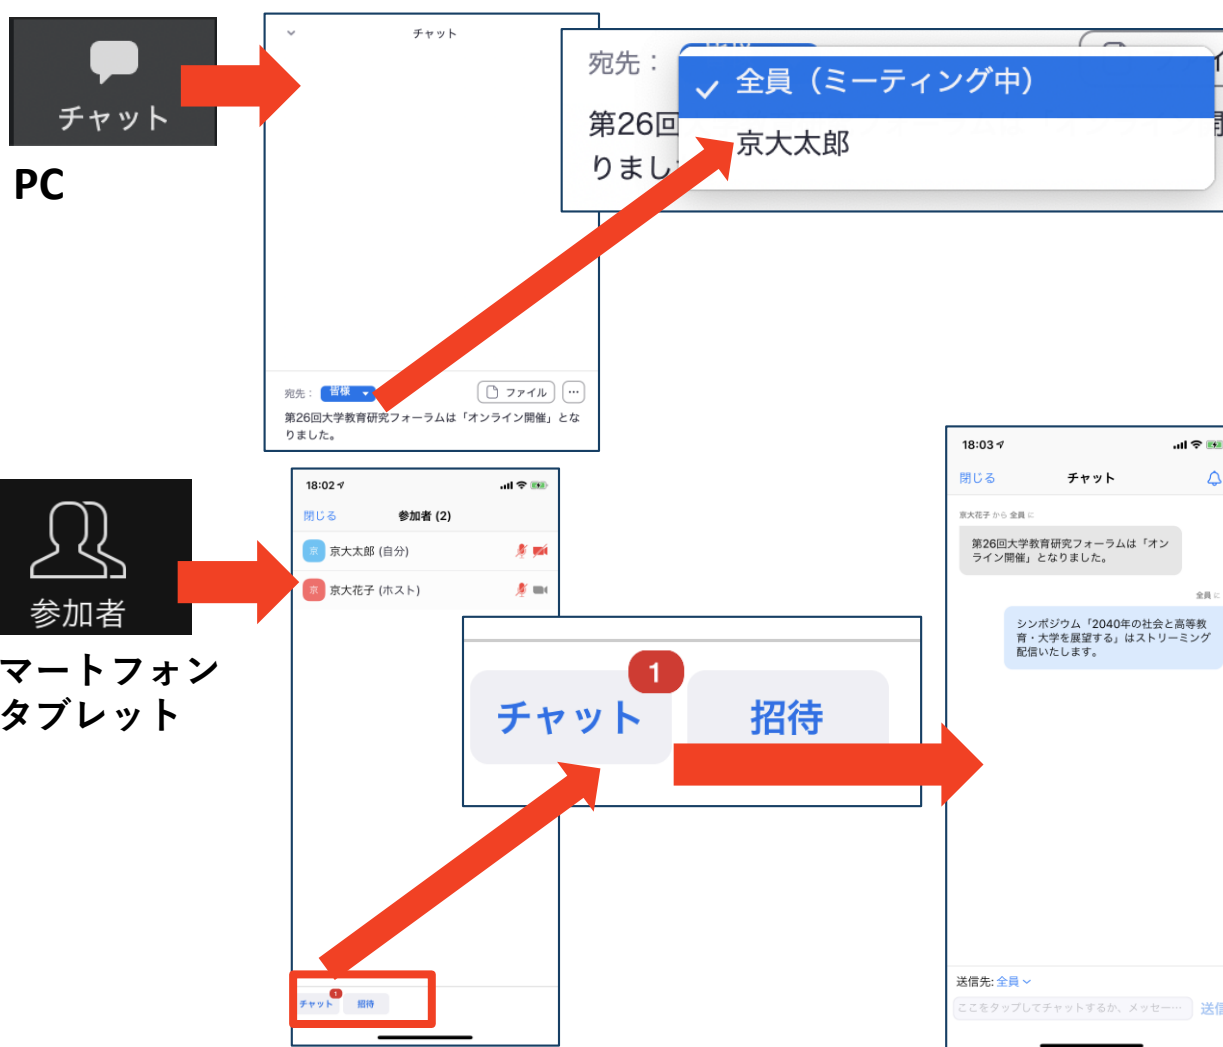 チャット
PC
チャット
宛先：
皆様
ファイル
第26回大学教育研究フォーラムは「オンライン開催」とな
りました。
宛先：
全員（ミーティング中）
京大太郎
第26回
りまし
参加者
マートフォン
タブレット
18:02
閉じる
参加者 (2)
京
京大太郎 (自分)
京
京大花子 (ホスト)
1
チャット
招待
1
チャット
招待
18:03
閉じる
チャット
京大花子 から 全員 に
第26回大学教育研究フォーラムは「オン
ライン開催」となりました。
全員 に
シンポジウム「2040年の社会と高等教
育・大学を展望する」はストリーミング
配信いたします。
送信先: 全員
ここをタップしてチャットするか、メッセー…
送信